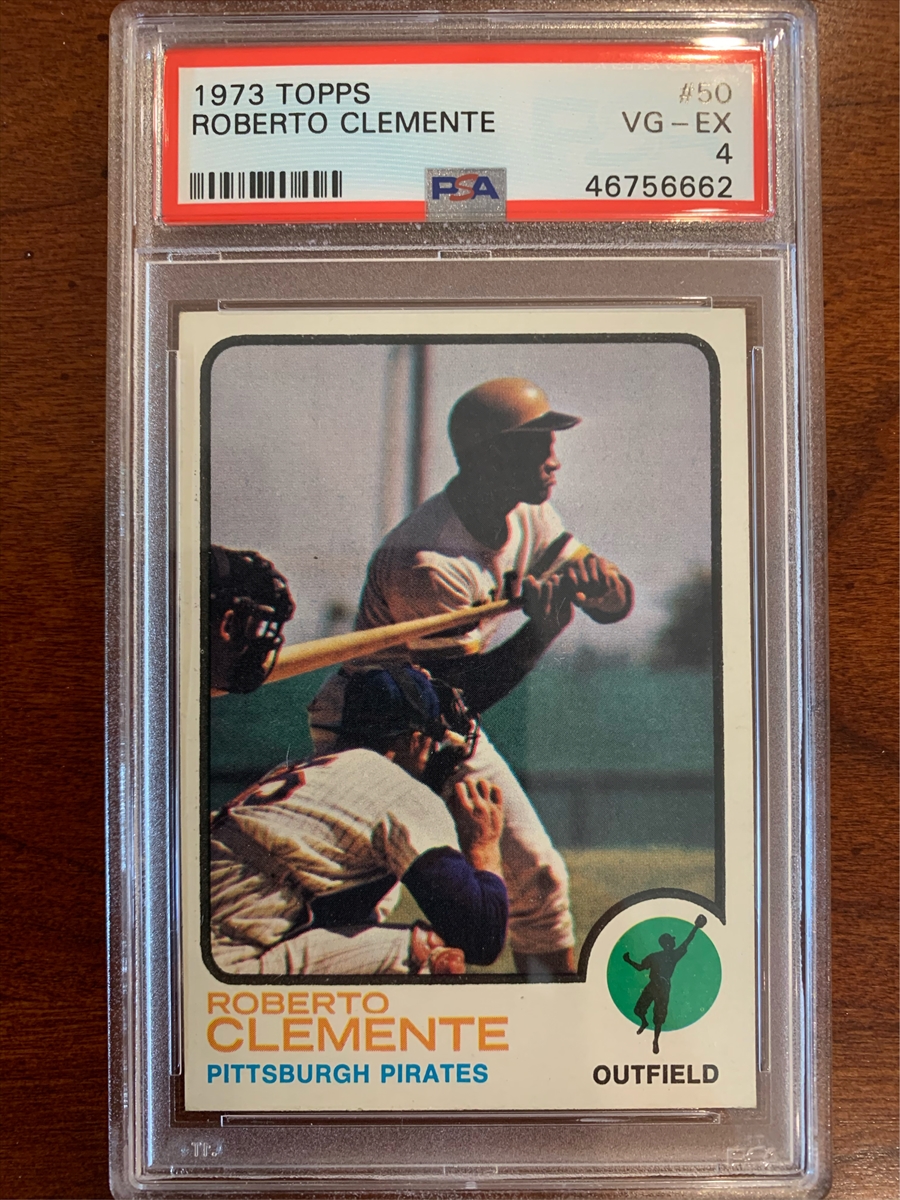 1973 TOPPS #50
ROBERTO CLEMENTE VG-EX
4
PSA 46756662
ROBERTO
CLEMENTE
PITTSBURGH PIRATES OUTFIELD